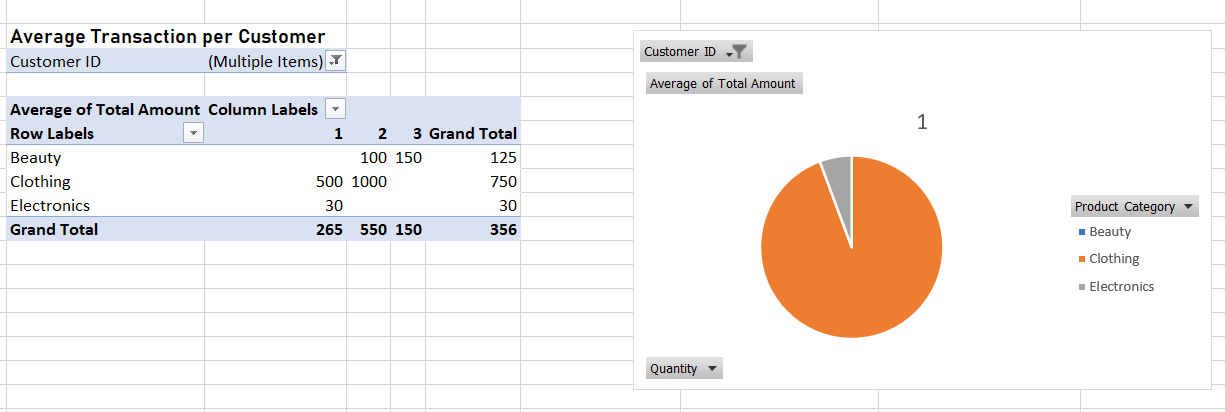 Average Transaction per Customer
Customer ID (Multiple Items)
Average of Total Amount Column Labels
Row Labels 1 2 3 Grand Total
Beauty 100 150 125
Clothing 500 1000 750
Electronics 30 30
Grand Total 265 550 150 356
Customer ID
Average of Total Amount
1
Product Category
Beauty
Clothing
Electronics
Quantity